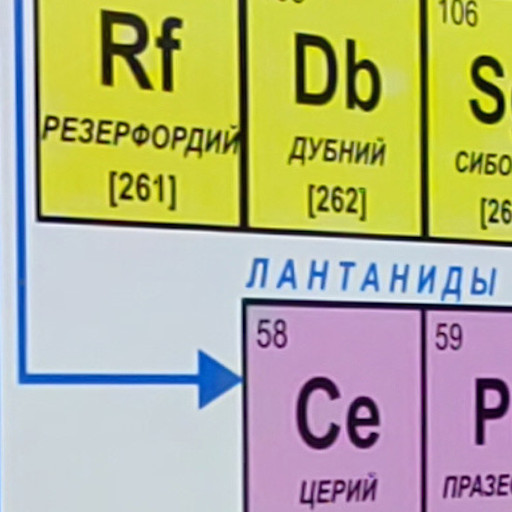 106
Rf
Db
РЕЗЕРФОРДИЙ
ДУБНИЙ
[261]
[262]
ЛАНТАНИДЫ
58
59
Ce
ЦЕРИЙ